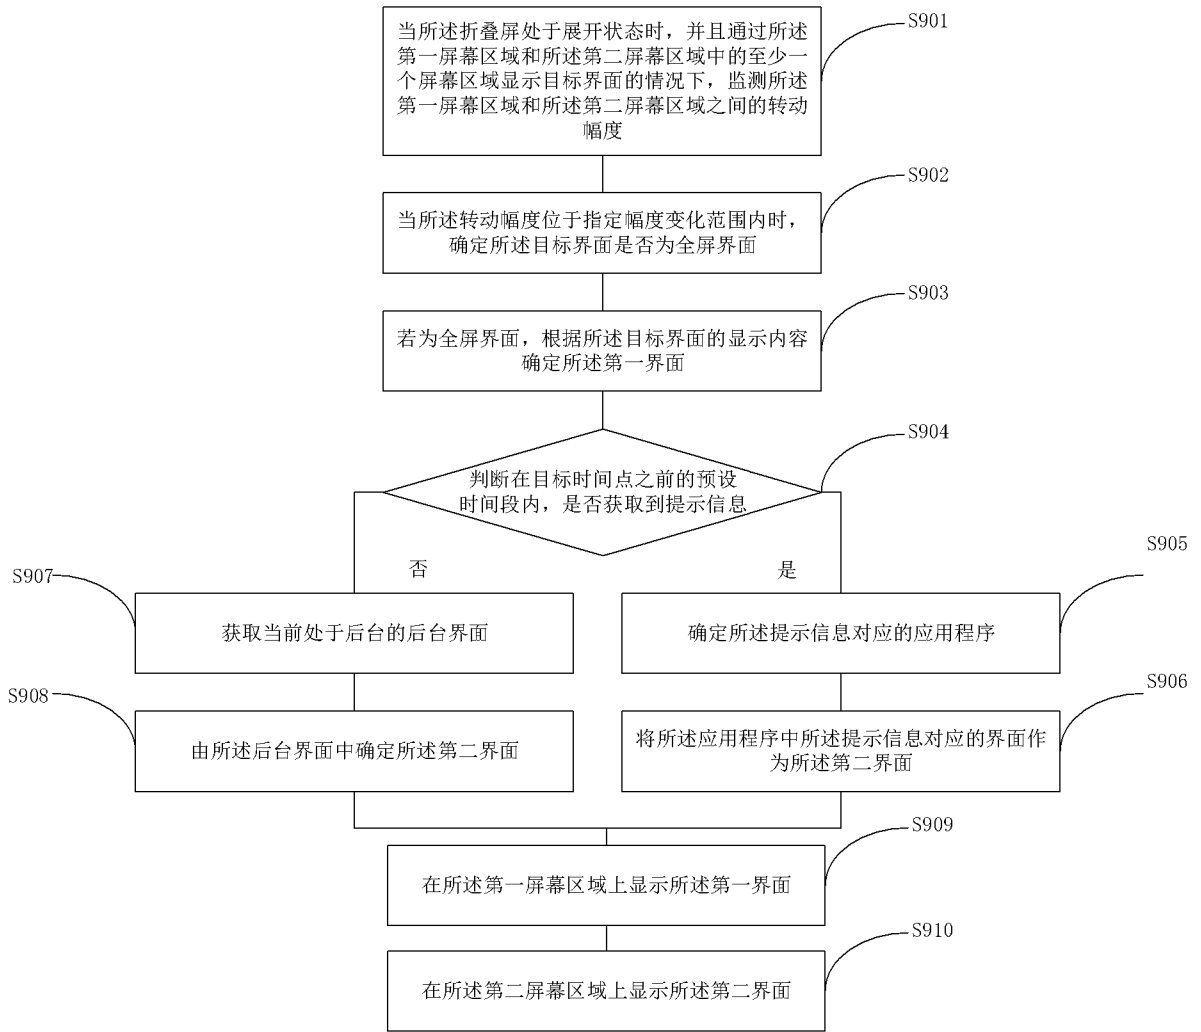 当所述折叠屏处于展开状态时，并且通过所述
第一屏幕区域和所述第二屏幕区域中的至少一
个屏幕区域显示目标界面的情况下，监测所述
第一屏幕区域和所述第二屏幕区域之间的转动
幅度
S901
当所述转动幅度位于指定幅度变化范围内时，
确定所述目标界面是否为全屏界面
S902
若为全屏界面，根据所述目标界面的显示内容
确定所述第一界面
S903
判断在目标时间点之前的预设
时间段内，是否获取到提示信息
S904
否
是
S907
获取当前处于后台的后台界面
确定所述提示信息对应的应用程序
S905
S908
由所述后台界面中确定所述第二界面
将所述应用程序中所述提示信息对应的界面作
为所述第二界面
S906
在所述第一屏幕区域上显示所述第一界面
S909
在所述第二屏幕区域上显示所述第二界面
S910